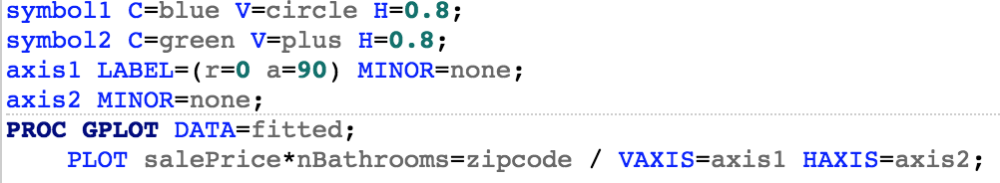 symbol1 C=blue V=circle H=0.8;
symbol2 C=green V=plus H=0.8;
axis1 LABEL=(r=0 a=90) MINOR=none;
axis2 MINOR=none;
PROC GPLOT DATA=fitted;
    PLOT salePrice*nBathrooms=zipcode / VAXIS=axis1 HAXIS=axis2;